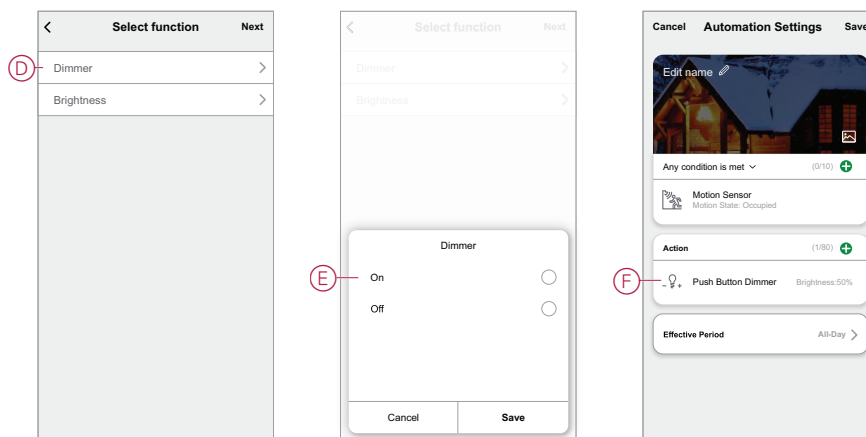 Select function Next
D
Dimmer
Brightness
Select function Next
Dimmer
Brightness
Dimmer
E
On
Off
Cancel Save
Cancel Automation Settings Save
Edit name
Any condition is met (0/10)
Motion Sensor
Motion State: Occupied
Action (1/80)
F
Push Button Dimmer Brightness:50%
Effective Period All-Day